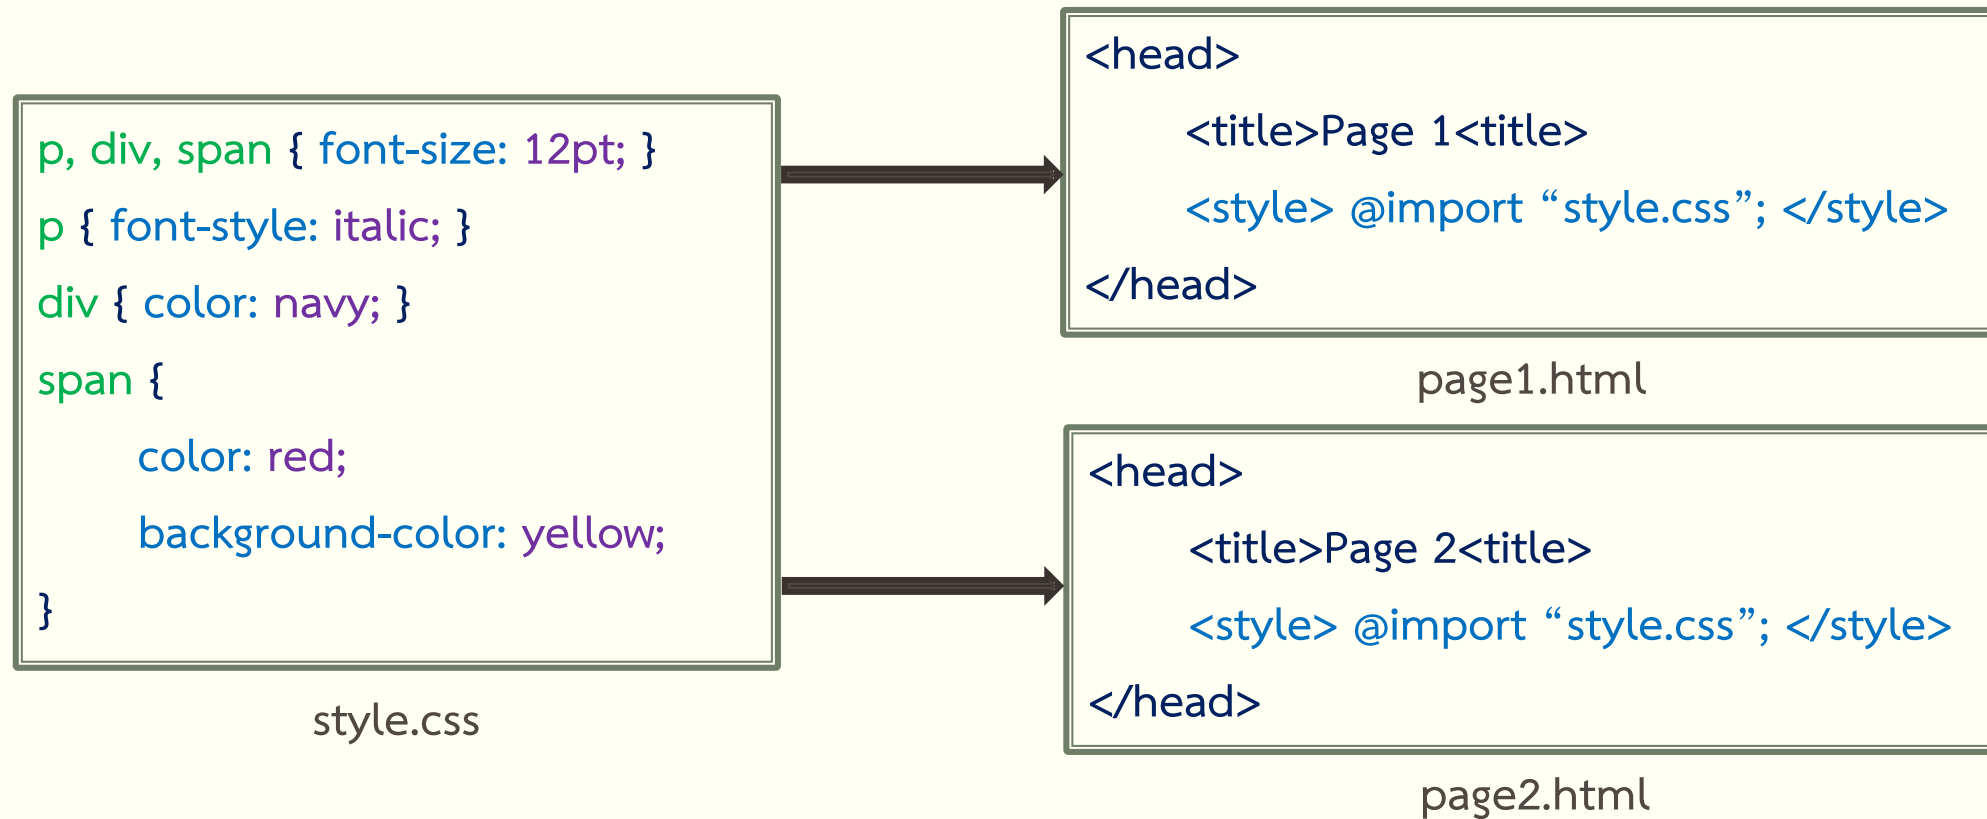 p, div, span { font-size: 12pt; }
p { font-style: italic; }
div { color: navy; }
span {
color: red;
background-color: yellow;
}
style.css
<head>
<title>Page 1<title>
<style> @import “style.css”; </style>
</head>
page1.html
<head>
<title>Page 2<title>
<style> @import “style.css”; </style>
</head>
page2.html